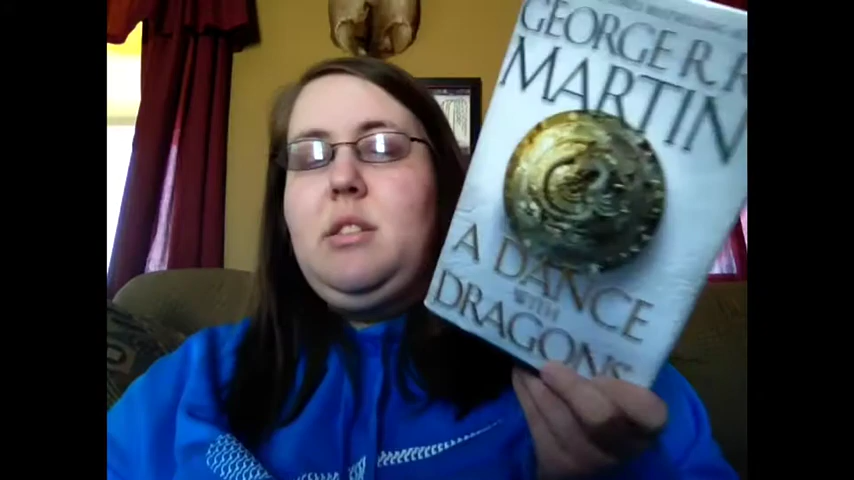 GEORGE R. R.
MARTIN
A DANCE
WITH
DRAGONS